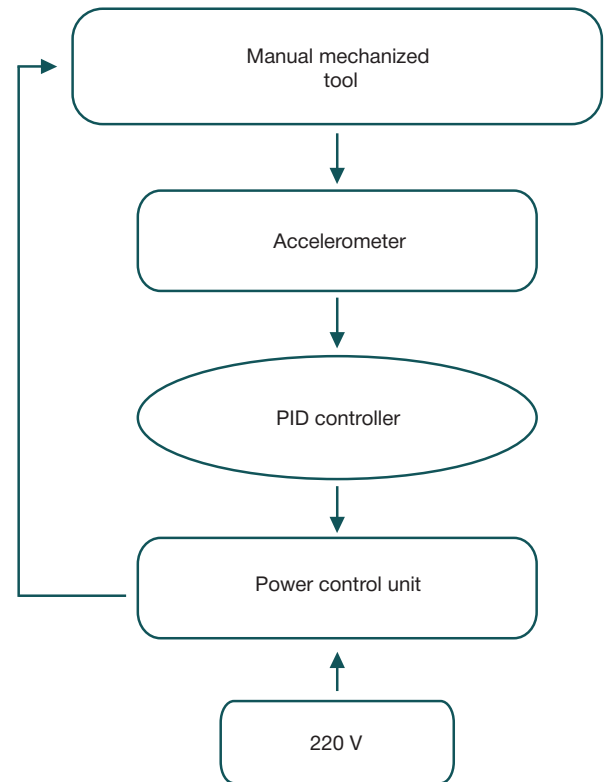 Manual mechanized
tool
Accelerometer
PID controller
Power control unit
220 V